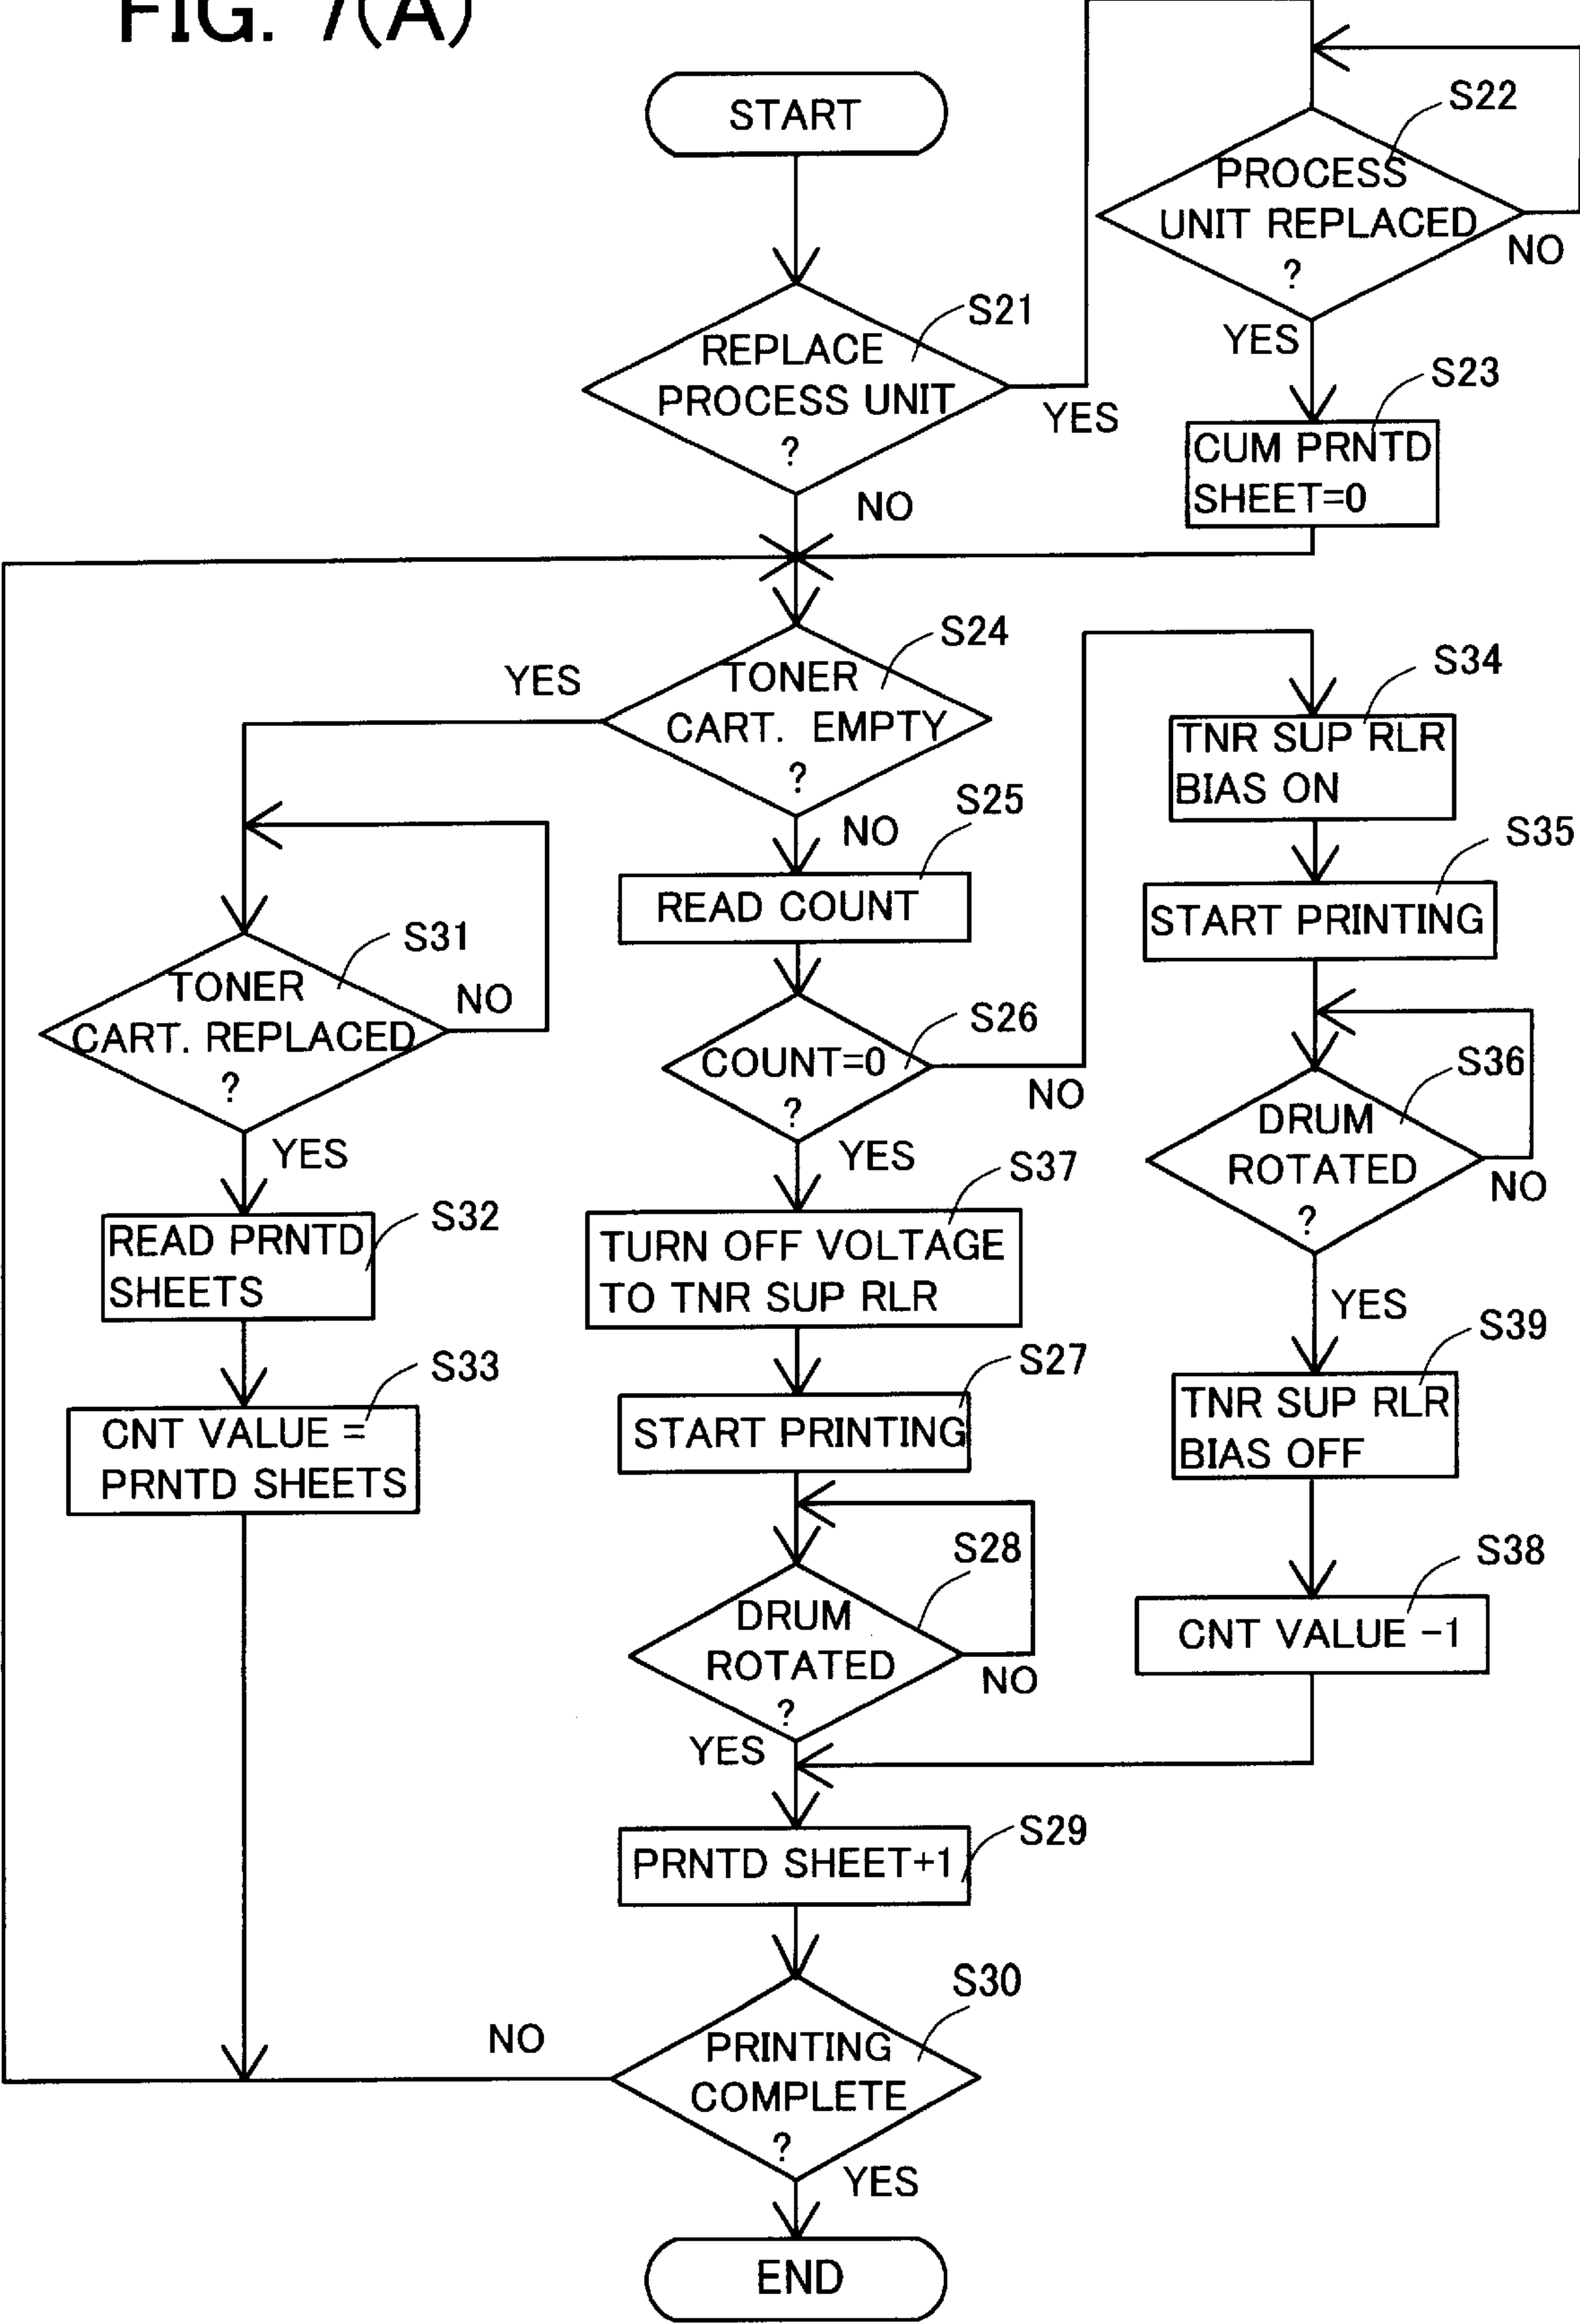 FIG. 7(A)
START
S22
PROCESS
UNIT REPLACED
?
NO
YES
S21
REPLACE
PROCESS UNIT
?
YES
NO
S23
CUM PRNTD
SHEET=0
S24
TONER
CART. EMPTY
?
YES
NO
S34
TNR SUP RLR
BIAS ON
S25
READ COUNT
S35
START PRINTING
S31
TONER
CART. REPLACED
?
NO
YES
S26
COUNT=0
?
NO
YES
S36
DRUM
ROTATED
?
NO
YES
S32
READ PRNTD
SHEETS
S37
TURN OFF VOLTAGE
TO TNR SUP RLR
S39
TNR SUP RLR
BIAS OFF
S33
CNT VALUE =
PRNTD SHEETS
S27
START PRINTING
S28
DRUM
ROTATED
?
NO
YES
S38
CNT VALUE -1
S29
PRNTD SHEET+1
S30
PRINTING
COMPLETE
?
NO
YES
END